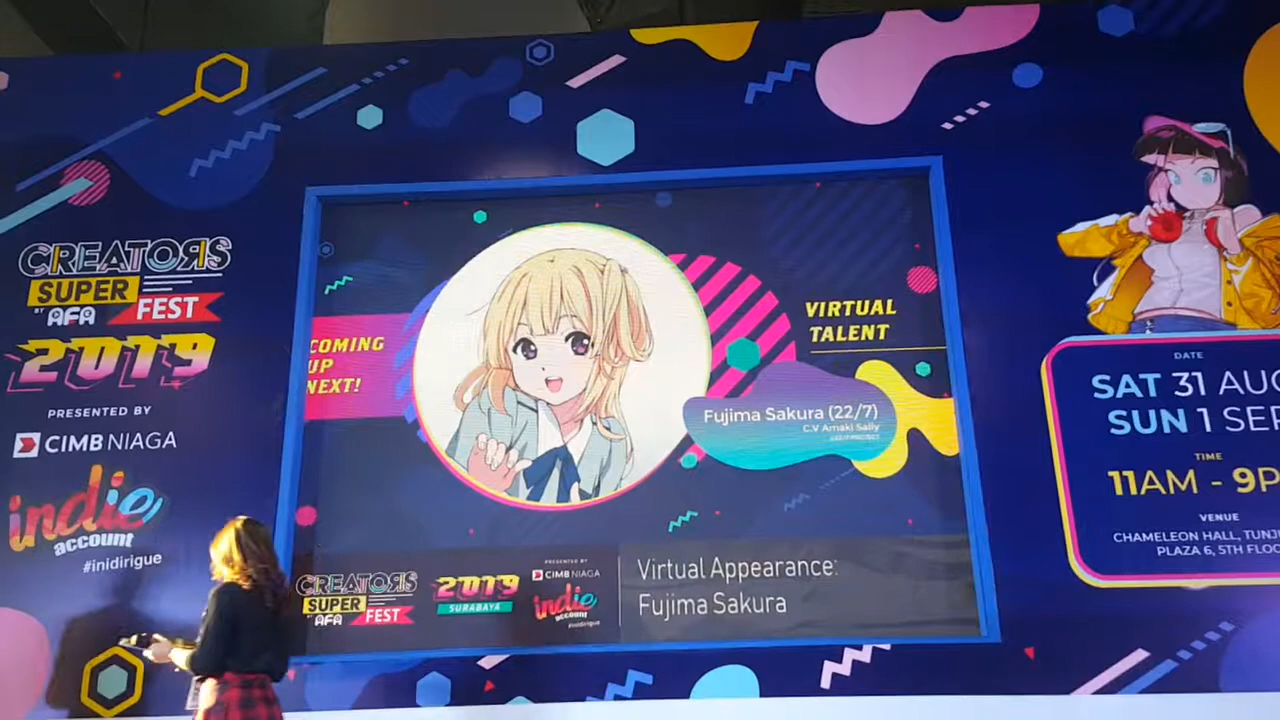 CREATORS
SUPER
BY AFA
FEST
2019
PRESENTED BY
CIMB NIAGA
indie
account
#inidirigue
COMING
UP
NEXT!
VIRTUAL
TALENT
Fujima Sakura (22/7)
C.V Amaki Sally
CREATORS
SUPER
BY AFA
FEST
2019
SURABAYA
PRESENTED BY
CIMB NIAGA
indie
account
#inidirigue
Virtual Appearance:
Fujima Sakura
DATE
SAT 31 AUG
SUN 1 SEP
TIME
11AM - 9P
VENUE
CHAMELEON HALL, TUNJ
PLAZA 6, 5TH FLOO